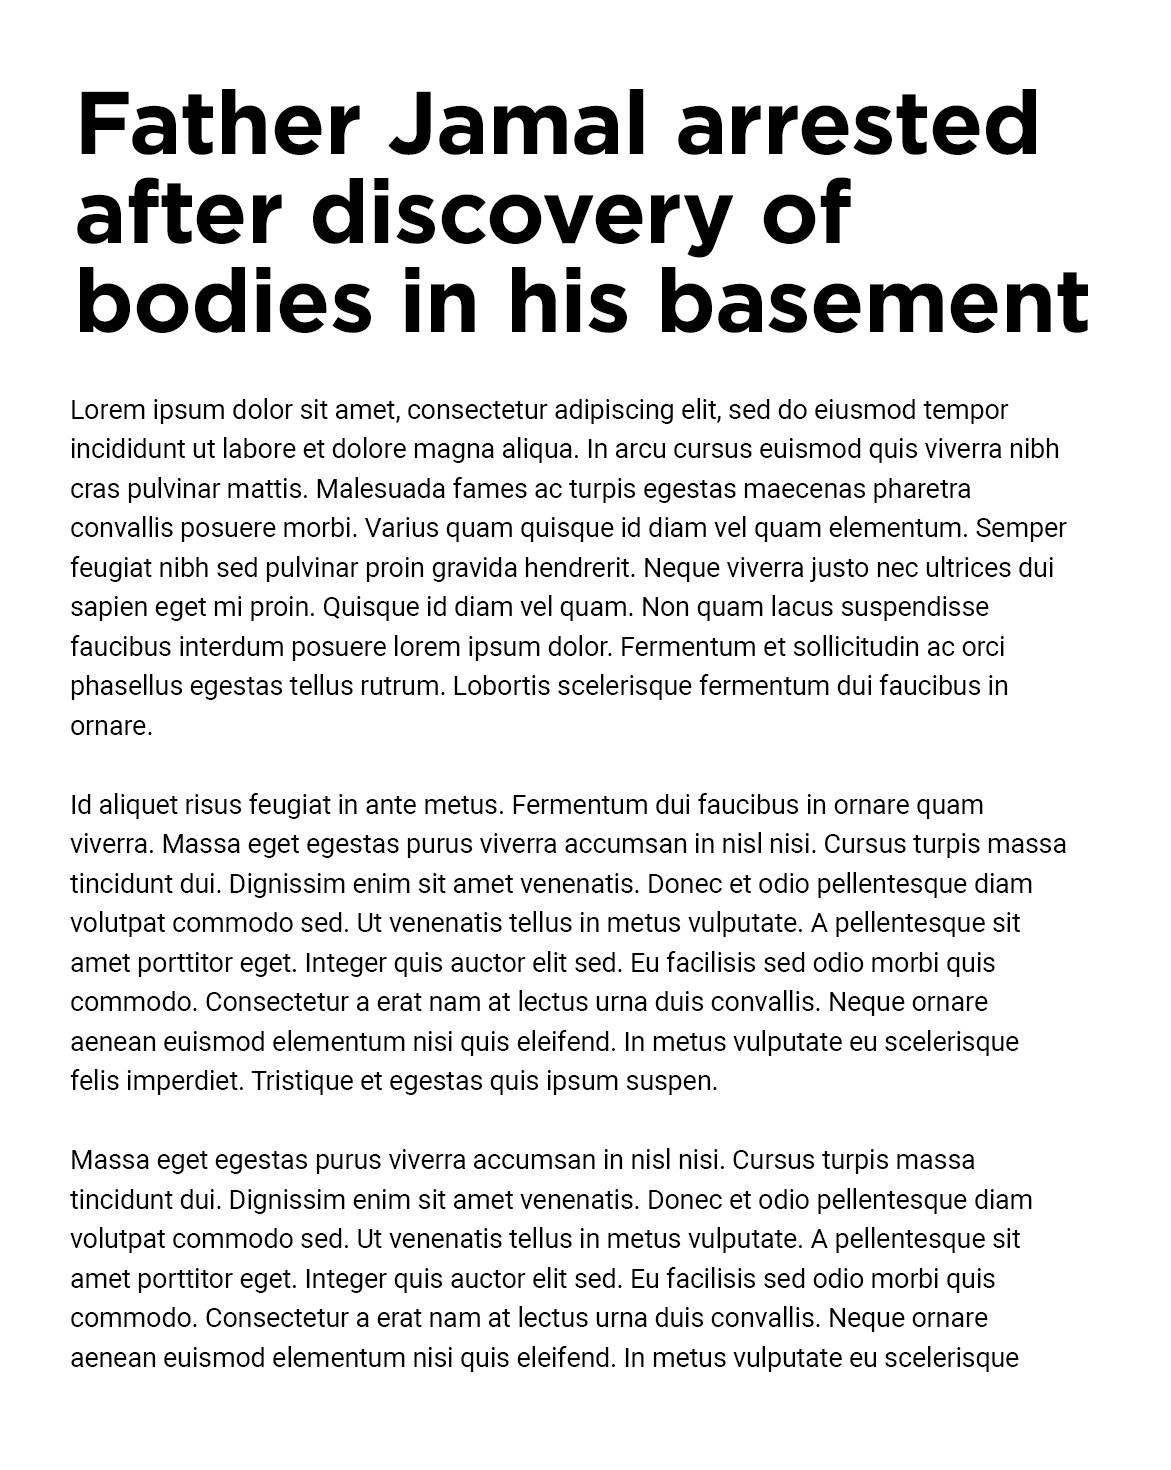 Father Jamal arrested
after discovery of
bodies in his basement
Lorem ipsum dolor sit amet, consectetur adipiscing elit, sed do eiusmod tempor
incididunt ut labore et dolore magna aliqua. In arcu cursus euismod quis viverra nibh
cras pulvinar mattis. Malesuada fames ac turpis egestas maecenas pharetra
convallis posuere morbi. Varius quam quisque id diam vel quam elementum. Semper
feugiat nibh sed pulvinar proin gravida hendrerit. Neque viverra justo nec ultrices dui
sapien eget mi proin. Quisque id diam vel quam. Non quam lacus suspendisse
faucibus interdum posuere lorem ipsum dolor. Fermentum et sollicitudin ac orci
phasellus egestas tellus rutrum. Lobortis scelerisque fermentum dui faucibus in
ornare.
Id aliquet risus feugiat in ante metus. Fermentum dui faucibus in ornare quam
viverra. Massa eget egestas purus viverra accumsan in nisl nisi. Cursus turpis massa
tincidunt dui. Dignissim enim sit amet venenatis. Donec et odio pellentesque diam
volutpat commodo sed. Ut venenatis tellus in metus vulputate. A pellentesque sit
amet porttitor eget. Integer quis auctor elit sed. Eu facilisis sed odio morbi quis
commodo. Consectetur a erat nam at lectus urna duis convallis. Neque ornare
aenean euismod elementum nisi quis eleifend. In metus vulputate eu scelerisque
felis imperdiet. Tristique et egestas quis ipsum suspen.
Massa eget egestas purus viverra accumsan in nisl nisi. Cursus turpis massa
tincidunt dui. Dignissim enim sit amet venenatis. Donec et odio pellentesque diam
volutpat commodo sed. Ut venenatis tellus in metus vulputate. A pellentesque sit
amet porttitor eget. Integer quis auctor elit sed. Eu facilisis sed odio morbi quis
commodo. Consectetur a erat nam at lectus urna duis convallis. Neque ornare
aenean euismod elementum nisi quis eleifend. In metus vulputate eu scelerisque